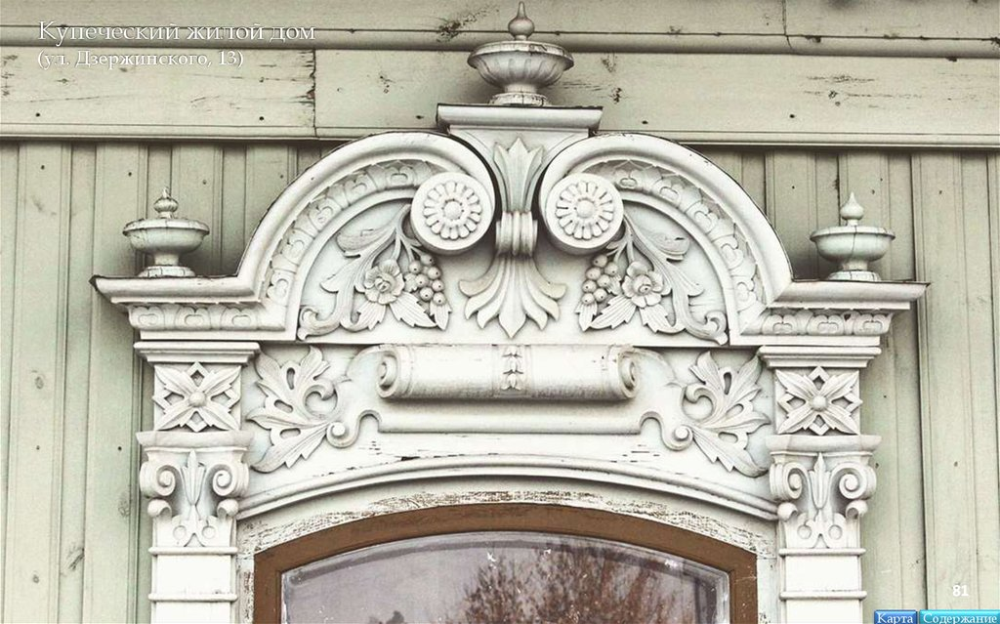 Купеческий жилой дом
(ул. Дзержинского, 13)
81
Карта Содержание